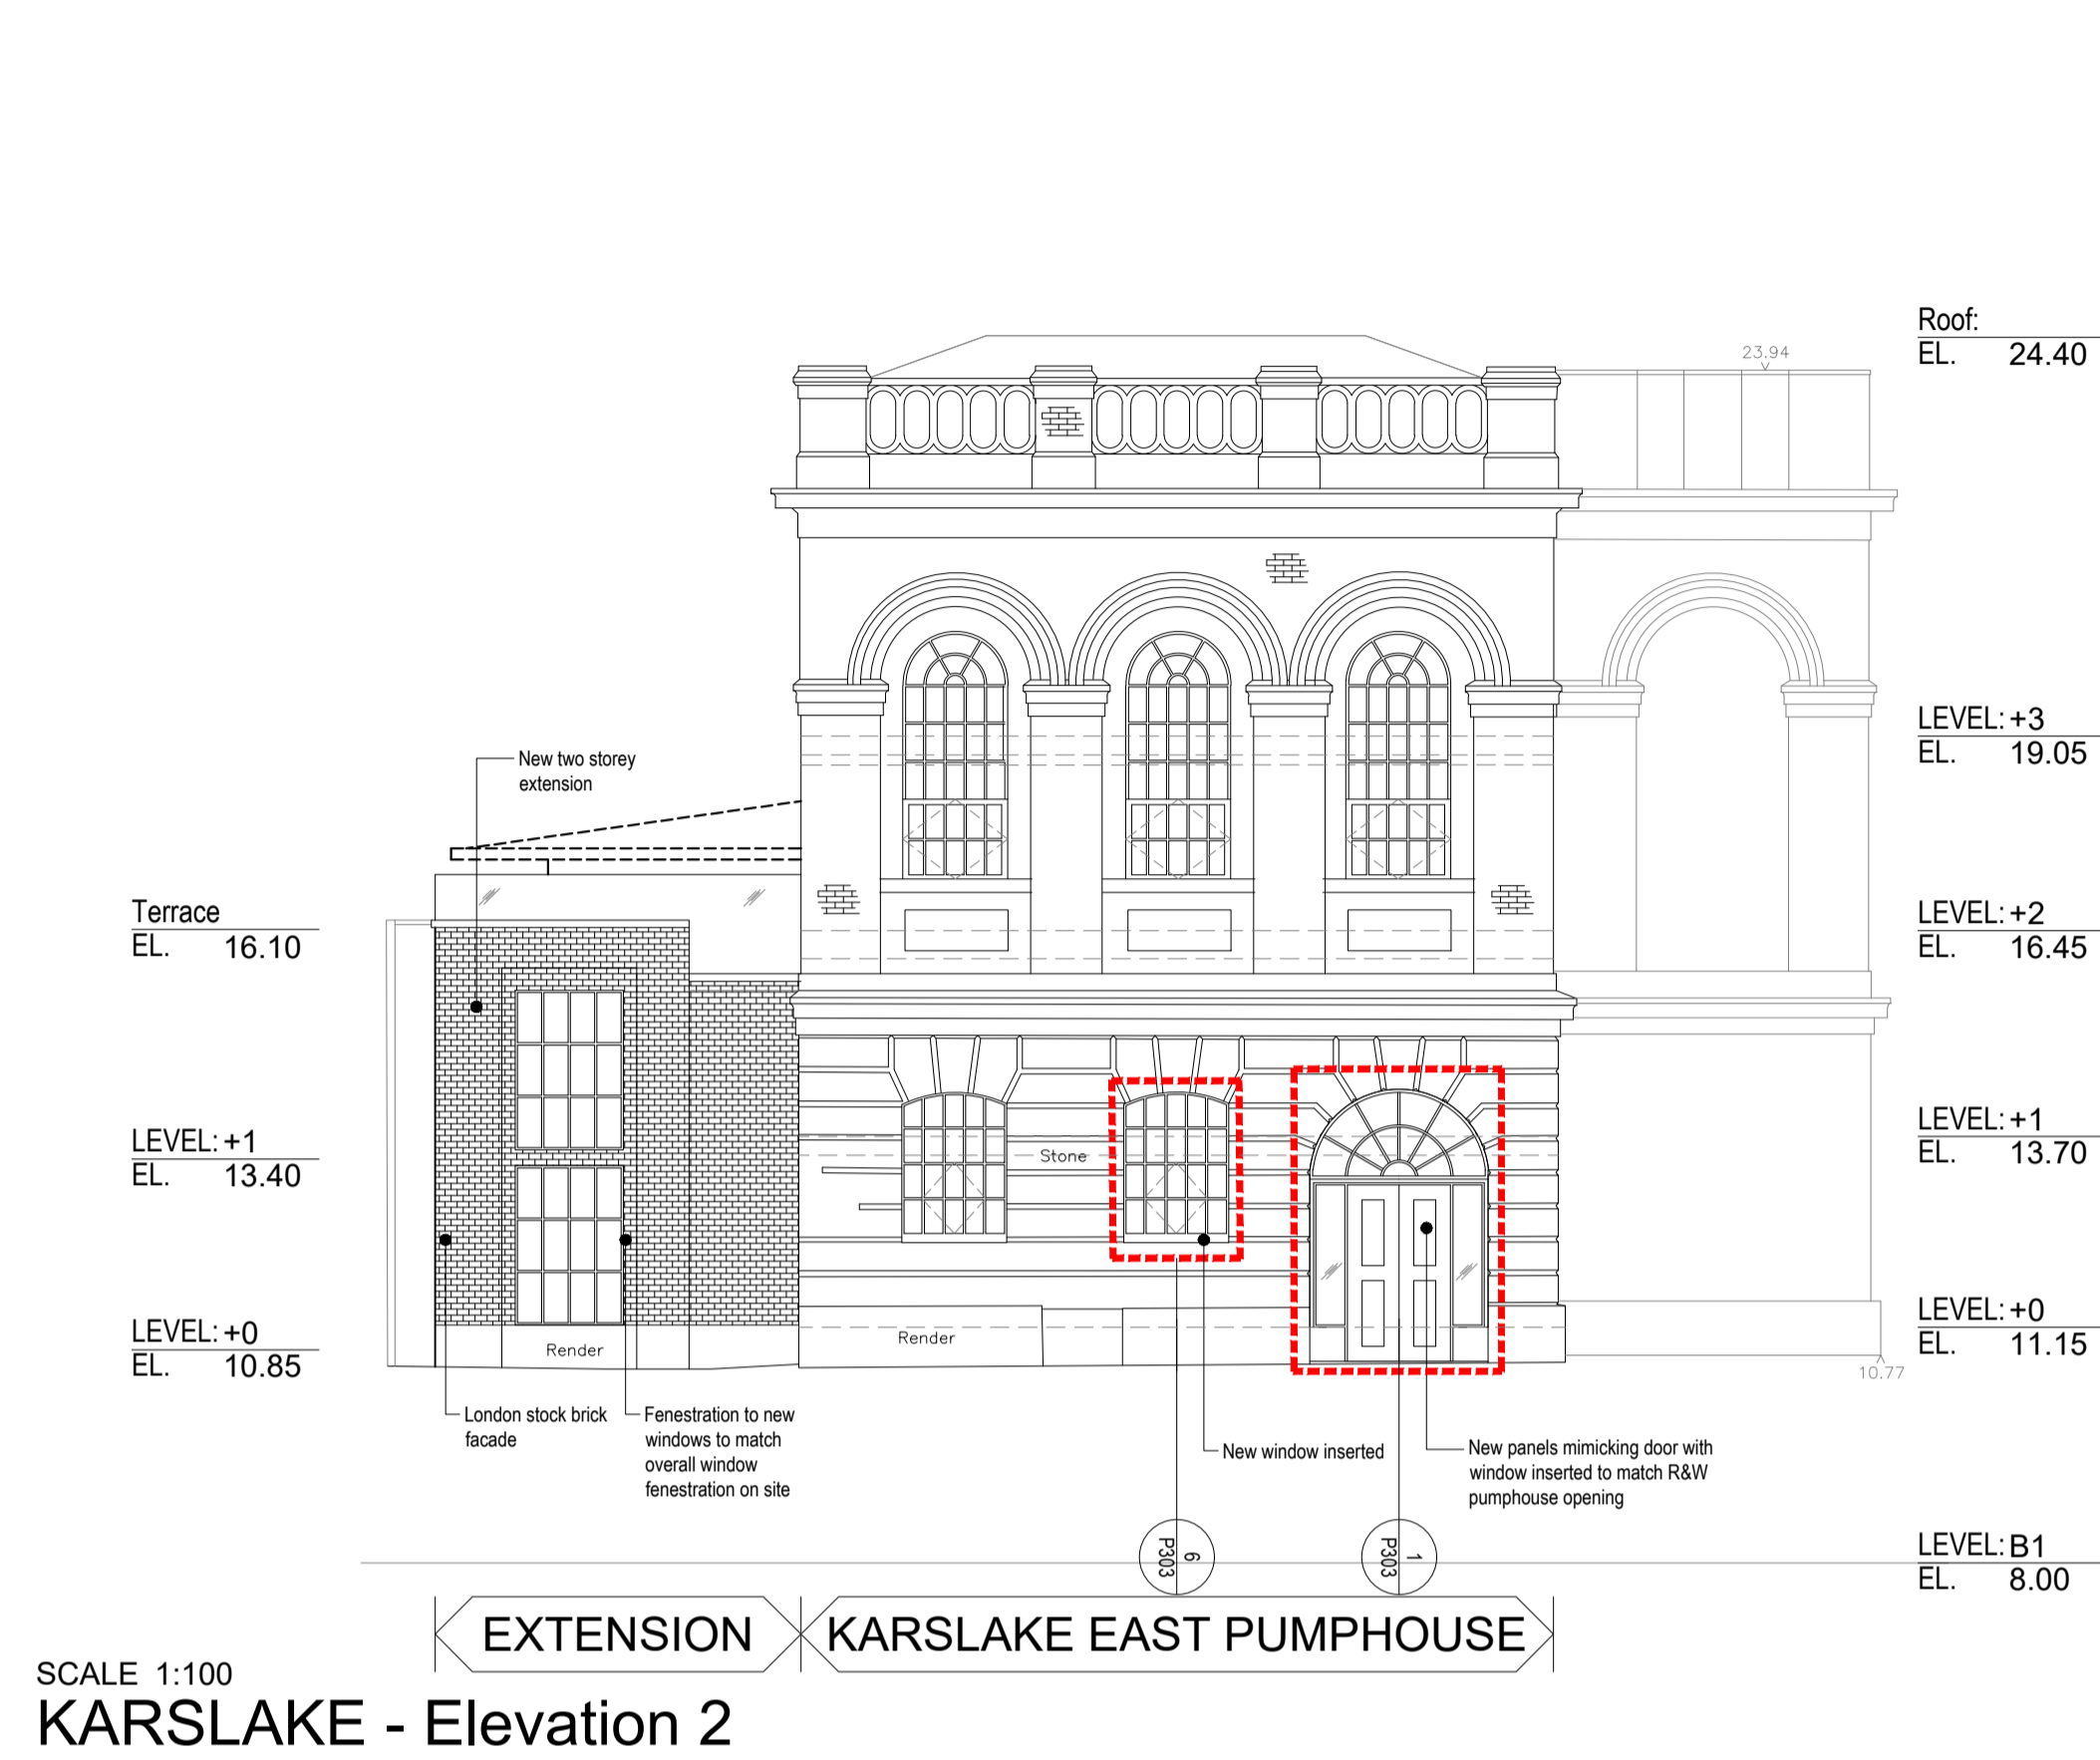 Roof:
EL. 24.40
23.94
LEVEL: +3
EL. 19.05
New two storey
extension
Terrace
EL. 16.10
LEVEL: +2
EL. 16.45
LEVEL: +1
EL. 13.40
Stone
LEVEL: +1
EL. 13.70
LEVEL: +0
EL. 10.85
Render
Render
LEVEL: +0
EL. 11.15
10.77
London stock brick
facade
Fenestration to new
windows to match
overall window
fenestration on site
New window inserted
New panels mimicking door with
window inserted to match R&W
pumphouse opening
6
P303
1
P303
LEVEL: B1
EL. 8.00
EXTENSION
KARSLAKE EAST PUMPHOUSE
SCALE 1:100
KARSLAKE - Elevation 2